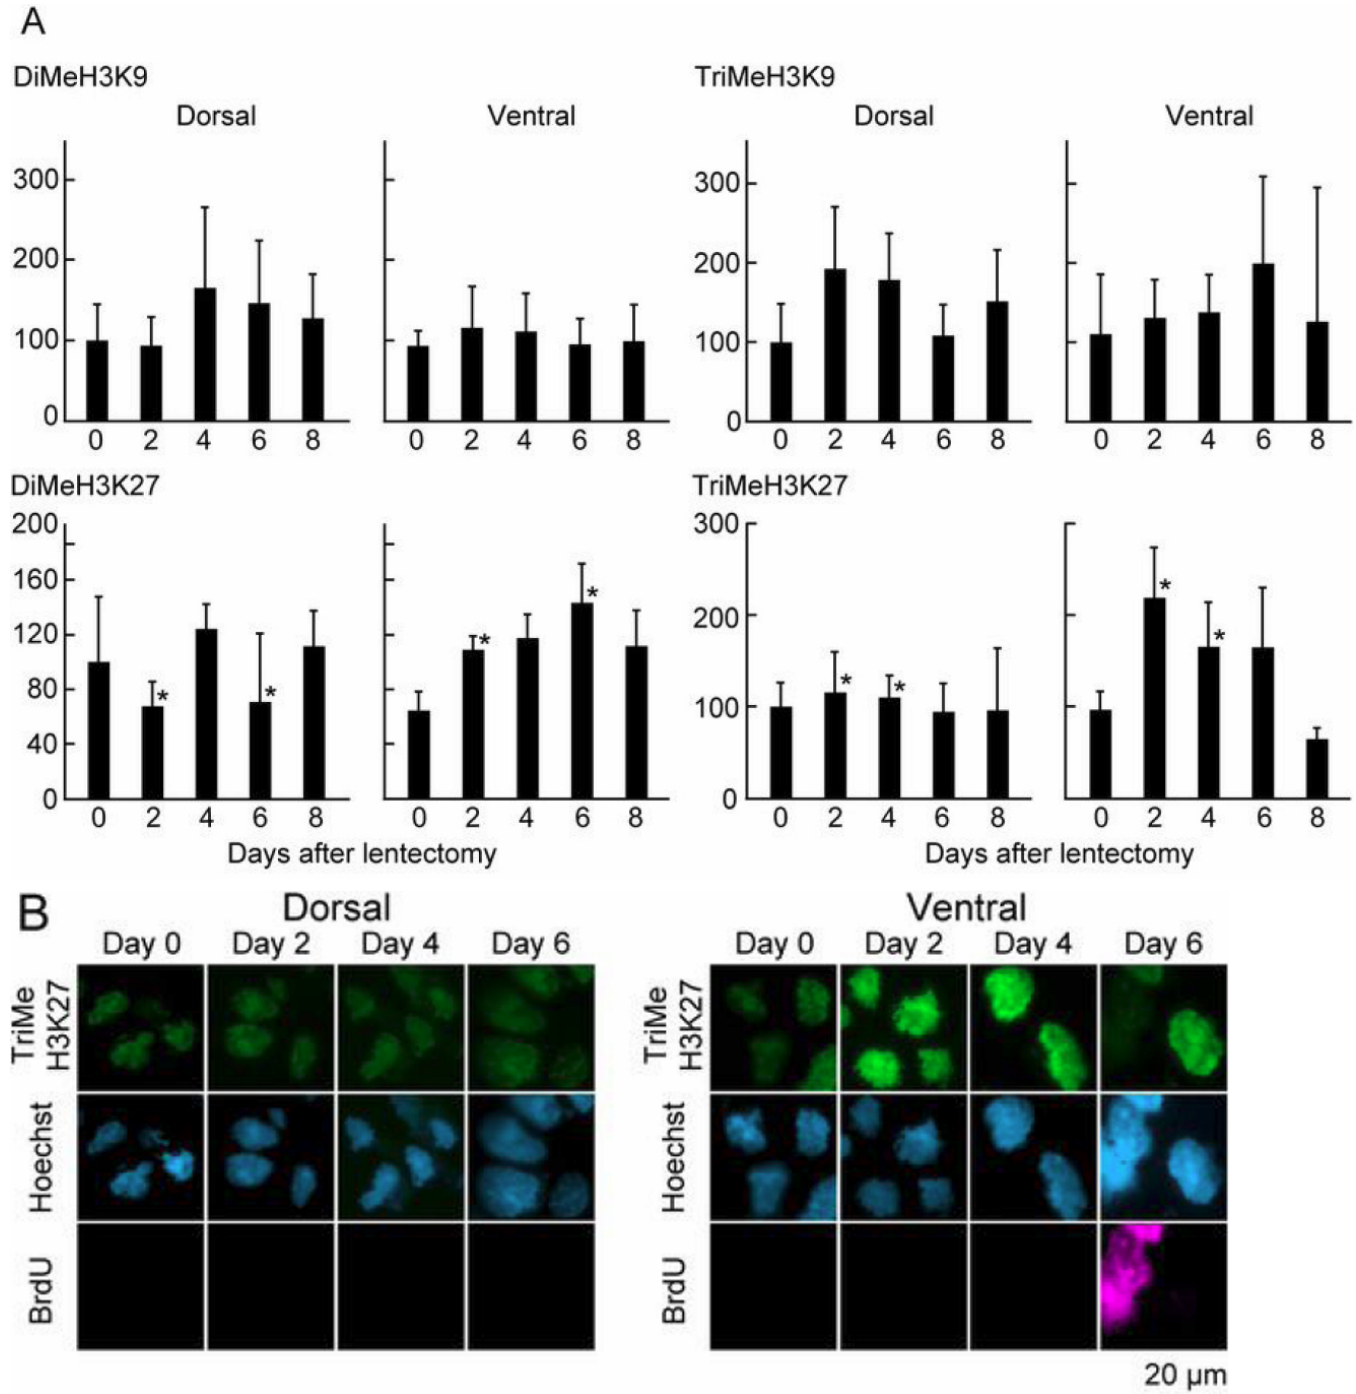 A
DiMeH3K9
TriMeH3K9
Dorsal
Ventral
Dorsal
Ventral
300
200
100
0
300
200
100
0
0 2 4 6 8
0 2 4 6 8
0 2 4 6 8
0 2 4 6 8
DiMeH3K27
TriMeH3K27
200
160
120
80
40
0
300
200
100
0
* *
* *
* *
* *
0 2 4 6 8
0 2 4 6 8
0 2 4 6 8
0 2 4 6 8
Days after lentectomy
Days after lentectomy
B
Dorsal
Ventral
Day 0 Day 2 Day 4 Day 6
Day 0 Day 2 Day 4 Day 6
TriMe
H3K27
TriMe
H3K27
Hoechst
Hoechst
BrdU
BrdU
20 μm